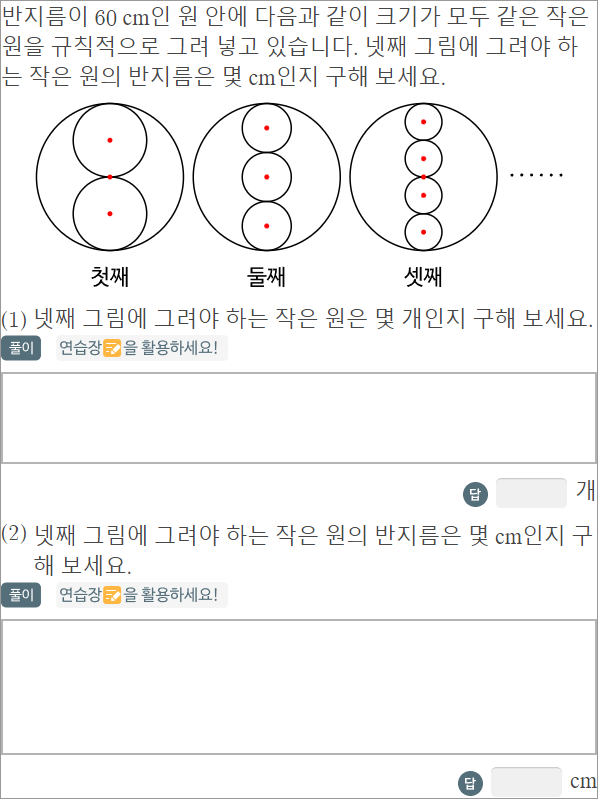 반지름이 60 cm인 원 안에 다음과 같이 크기가 모두 같은 작은
원을 규칙적으로 그려 넣고 있습니다. 넷째 그림에 그려야 하
는 작은 원의 반지름은 몇 cm인지 구해 보세요.
......
첫째 둘째 셋째
(1) 넷째 그림에 그려야 하는 작은 원은 몇 개인지 구해 보세요.
풀이 연습장을 활용하세요!
답 개
(2) 넷째 그림에 그려야 하는 작은 원의 반지름은 몇 cm인지 구
해 보세요.
풀이 연습장을 활용하세요!
답 cm